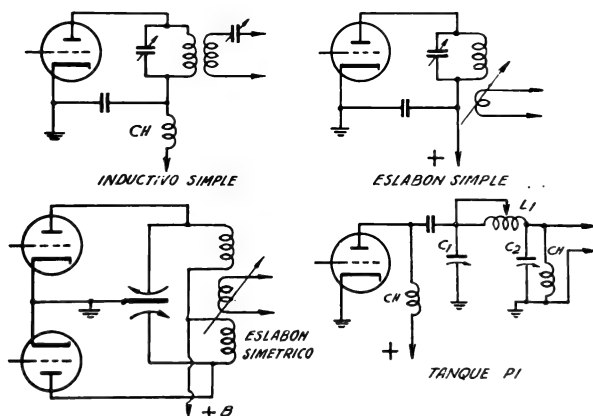 CH
INDUCTIVO SIMPLE
+
ESLABON SIMPLE
ESLABON
SIMETRICO
+ B
L1
C1
C2
CH
CH
+
TANQUE PI